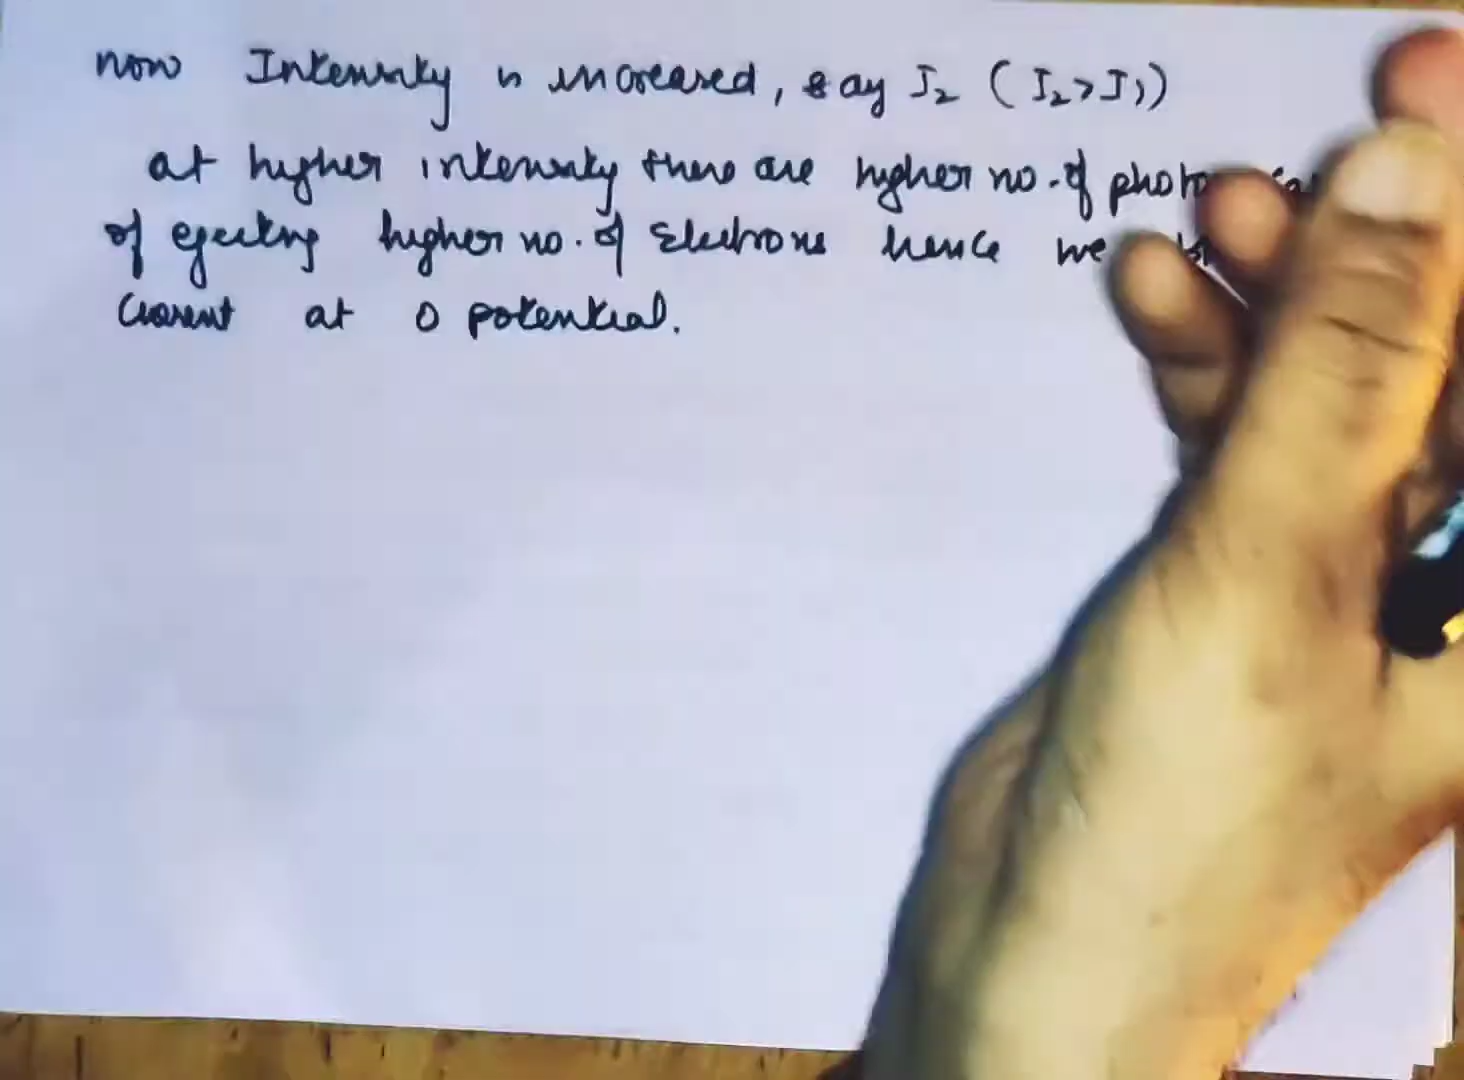 now Intensity is increased, say I₂ ( I₂>I₁)
at higher intensity there are higher no. of
of ejecting higher no. of Electrons hence we
Current at 0 potential.